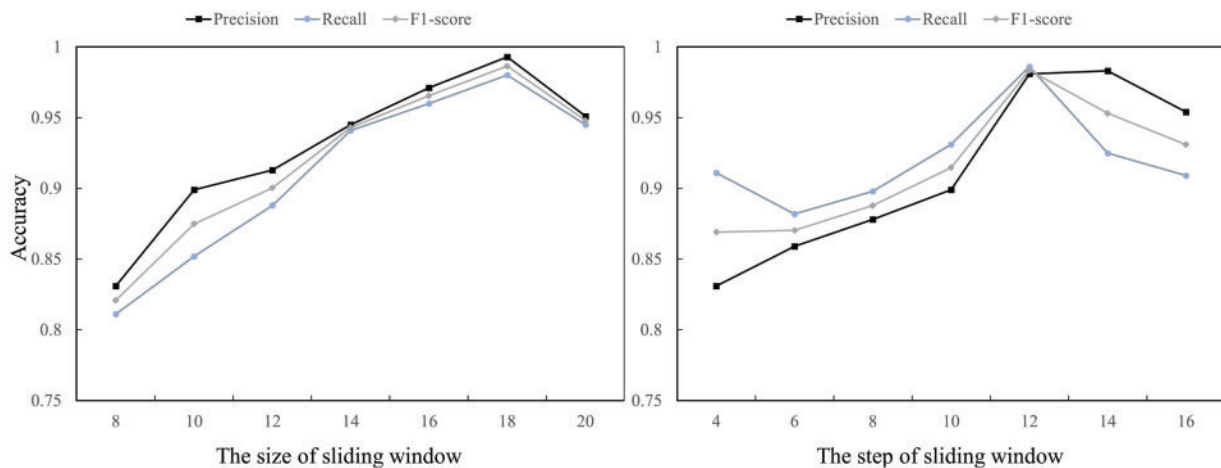 Precision Recall F1-score
Accuracy
1
0.95
0.9
0.85
0.8
0.75
8 10 12 14 16 18 20
The size of sliding window
Precision Recall F1-score
1
0.95
0.9
0.85
0.8
0.75
4 6 8 10 12 14 16
The step of sliding window